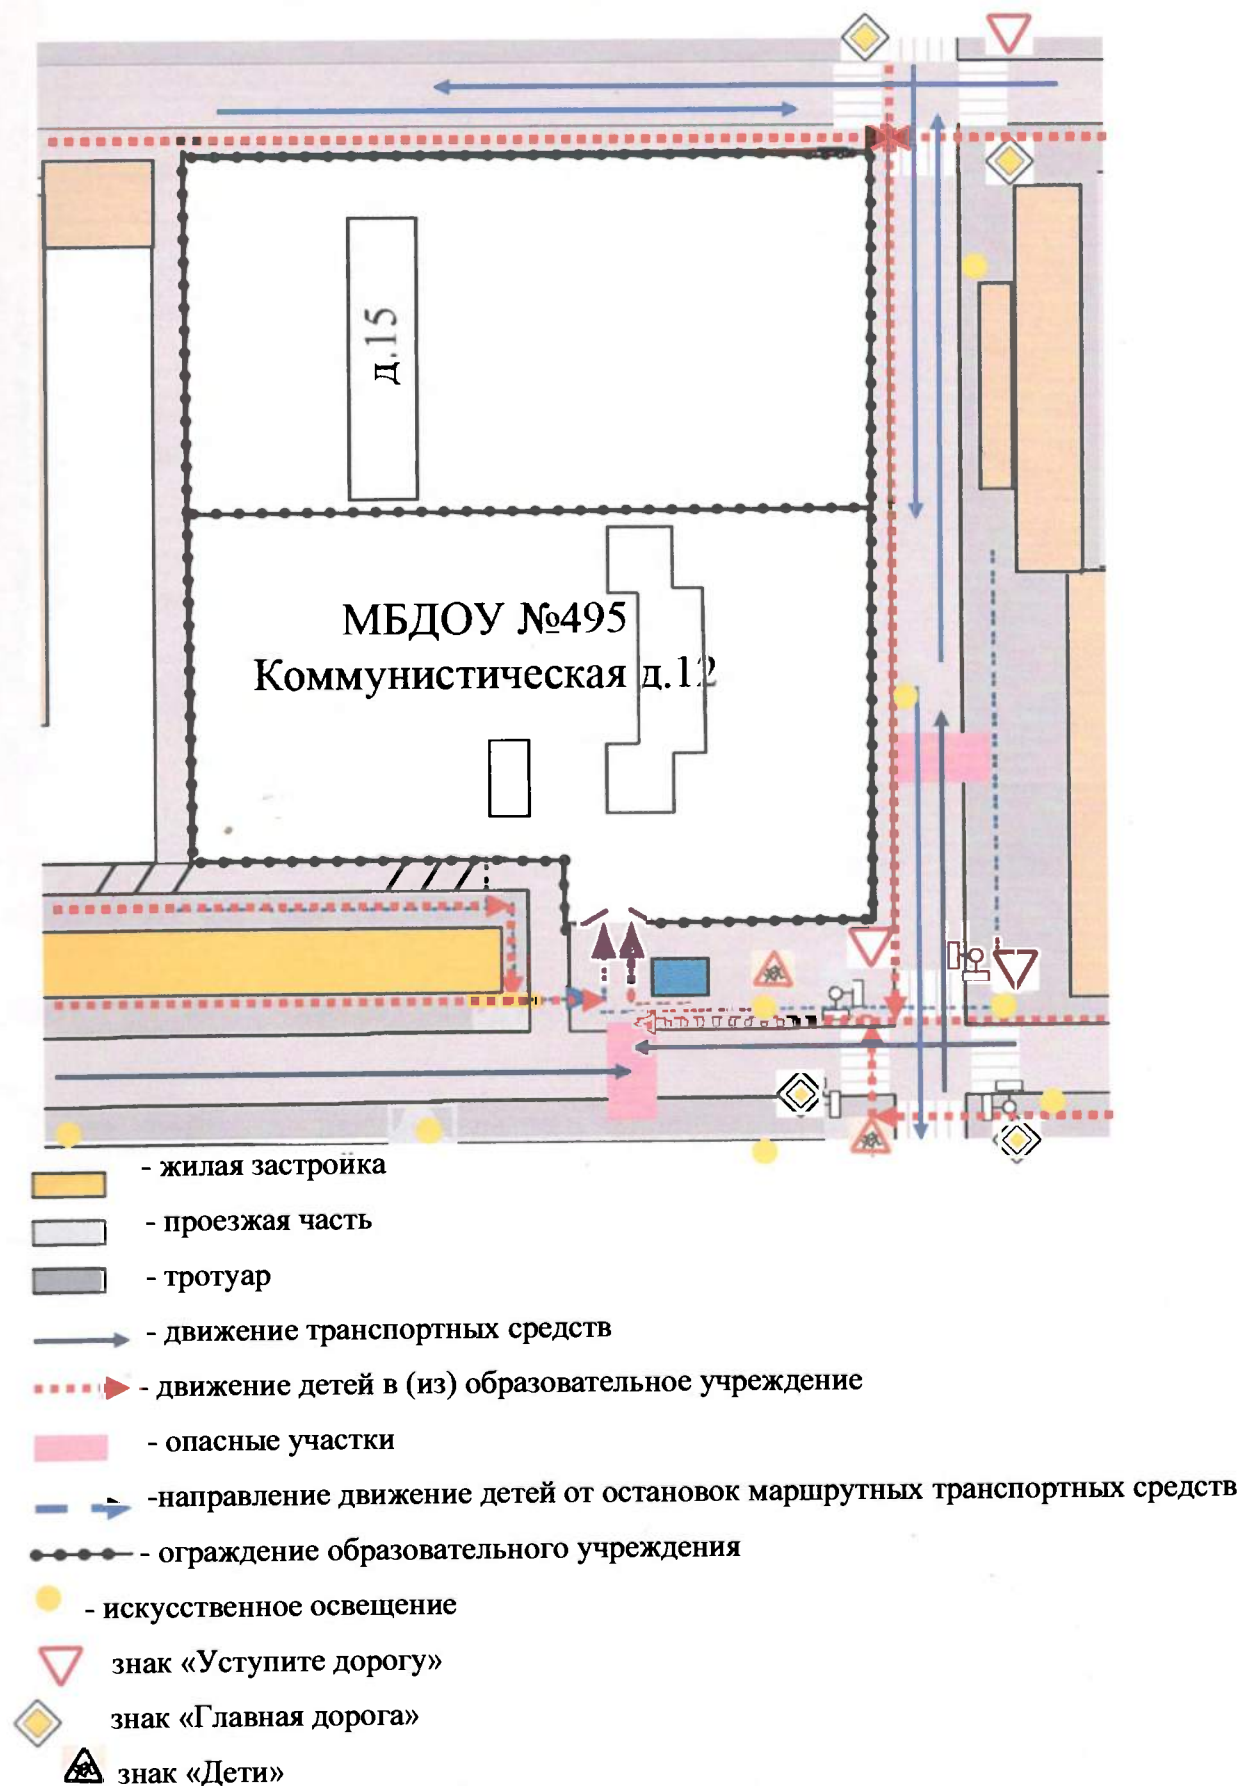 д.15
МБДОУ №495
Коммунистическая д.12
- жилая застройка
- проезжая часть
- тротуар
- движение транспортных средств
- движение детей в (из) образовательное учреждение
- опасные участки
-направление движение детей от остановок маршрутных транспортных средств
- ограждение образовательного учреждения
- искусственное освещение
знак «Уступите дорогу»
знак «Главная дорога»
знак «Дети»